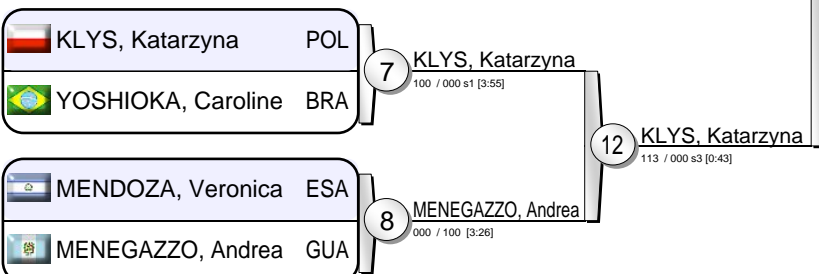 KLYS, Katarzyna POL
YOSHIOKA, Caroline BRA
7
KLYS, Katarzyna
100 / 000 s1 [3:55]
MENDOZA, Veronica ESA
MENEGAZZO, Andrea GUA
8
MENEGAZZO, Andrea
000 / 100 [3:26]
12
KLYS, Katarzyna
113 / 000 s3 [0:43]